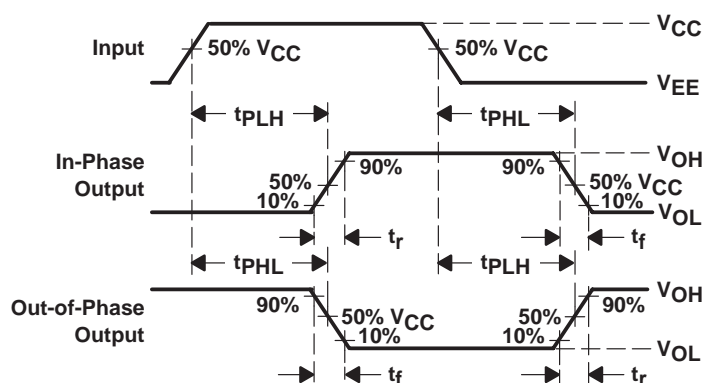 VCC
Input 50% VCC 50% VCC
VEE
tPLH tPHL
In-Phase Output
VOH
90% 90%
50% 50% VCC
10% 10%
VOL
tr tf
tPHL tPLH
Out-of-Phase Output
VOH
90% 90%
50% VCC 50%
10% 10%
VOL
tf tr